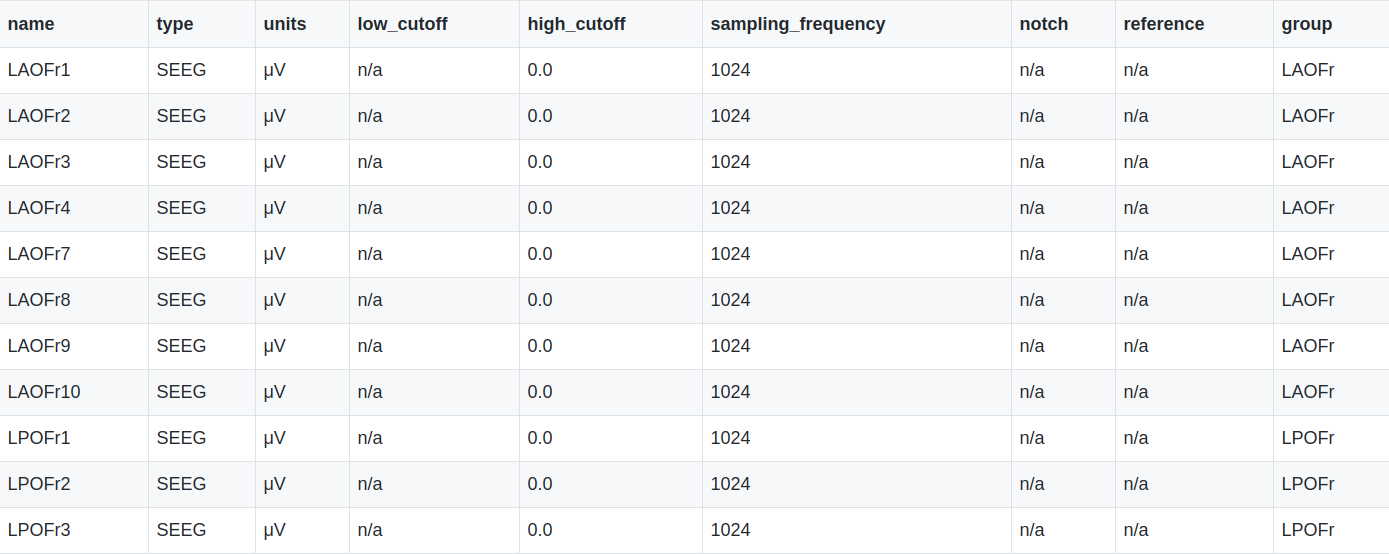 name type units low_cutoff high_cutoff sampling_frequency notch reference group
LAOFr1 SEEG µV n/a 0.0 1024 n/a n/a LAOFr
LAOFr2 SEEG µV n/a 0.0 1024 n/a n/a LAOFr
LAOFr3 SEEG µV n/a 0.0 1024 n/a n/a LAOFr
LAOFr4 SEEG µV n/a 0.0 1024 n/a n/a LAOFr
LAOFr7 SEEG µV n/a 0.0 1024 n/a n/a LAOFr
LAOFr8 SEEG µV n/a 0.0 1024 n/a n/a LAOFr
LAOFr9 SEEG µV n/a 0.0 1024 n/a n/a LAOFr
LAOFr10 SEEG µV n/a 0.0 1024 n/a n/a LAOFr
LPOFr1 SEEG µV n/a 0.0 1024 n/a n/a LPOFr
LPOFr2 SEEG µV n/a 0.0 1024 n/a n/a LPOFr
LPOFr3 SEEG µV n/a 0.0 1024 n/a n/a LPOFr